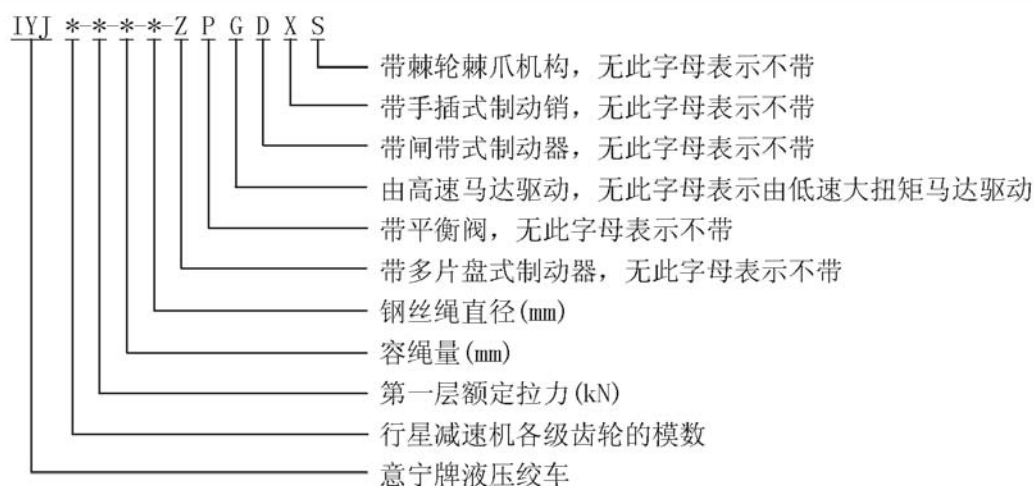 IYJ *-*-*-*-Z P G D X S
带棘轮棘爪机构，无此字母表示不带
带手插式制动销，无此字母表示不带
带闸带式制动器，无此字母表示不带
由高速马达驱动，无此字母表示由低速大扭矩马达驱动
带平衡阀，无此字母表示不带
带多片盘式制动器，无此字母表示不带
钢丝绳直径(mm)
容绳量(mm)
第一层额定拉力(kN)
行星减速机各级齿轮的模数
意宁牌液压绞车